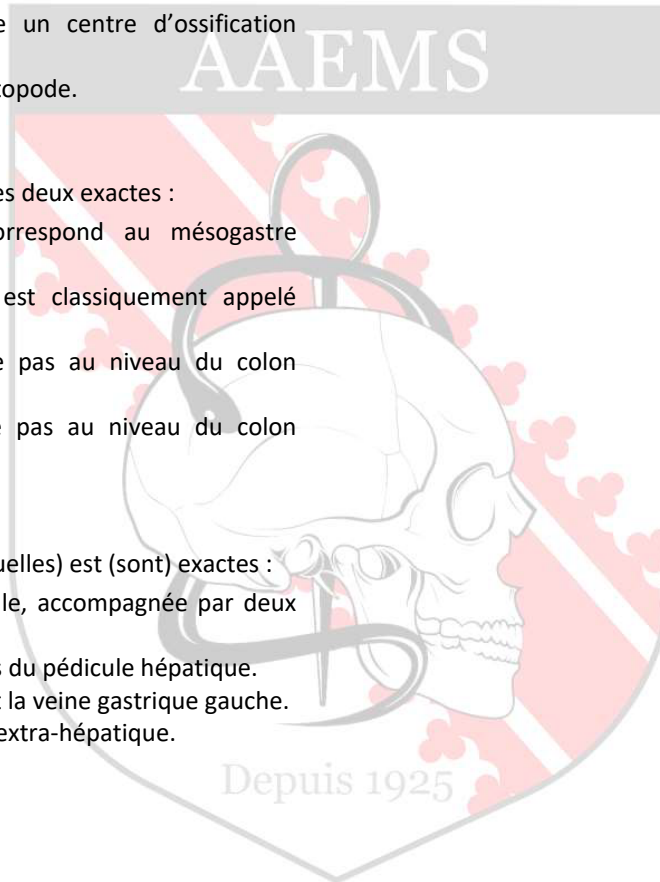 e un centre d’ossification
AAEMS
topode.
es deux exactes :
orrespond au mésogastre
est classiquement appelé
e pas au niveau du colon
e pas au niveau du colon
uelles) est (sont) exactes :
le, accompagnée par deux
s du pédicule hépatique.
t la veine gastrique gauche.
extra-hépatique.
Depuis 1925